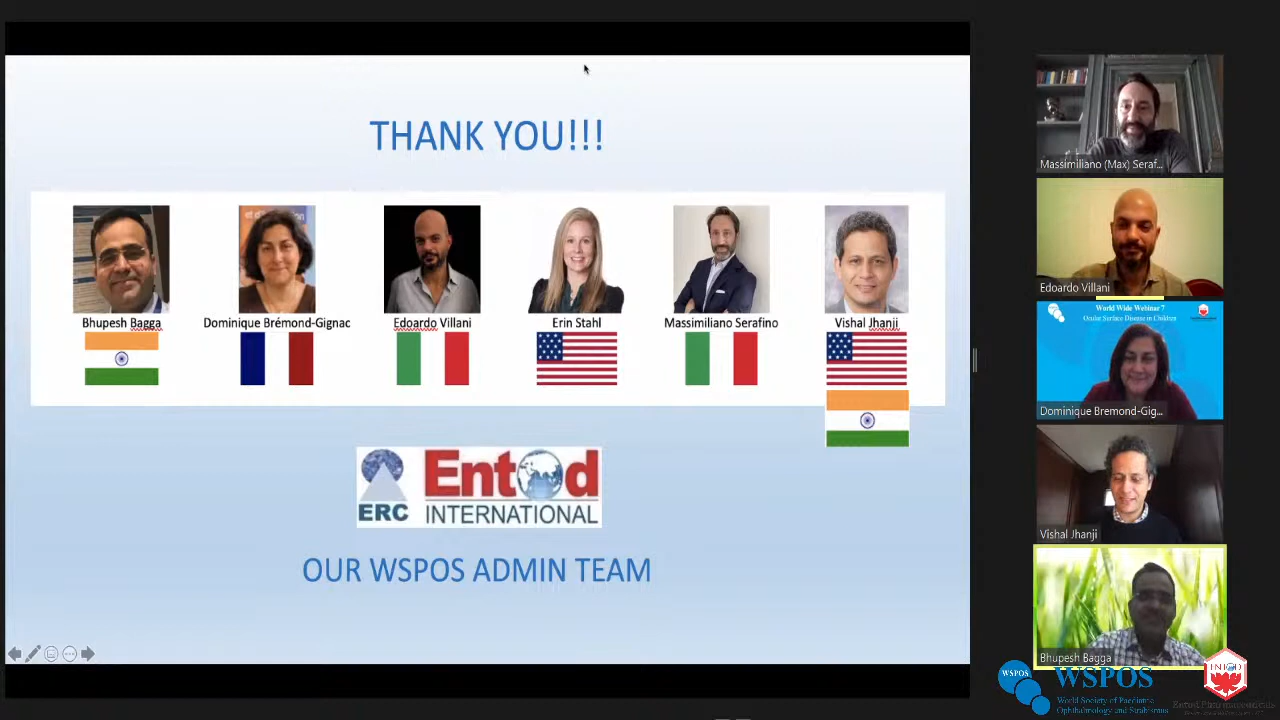 THANK YOU!!!
Bhupesh Bagga
Dominique Brémond-Gignac
Edoardo Villani
Erin Stahl
Massimiliano Serafino
Vishal Jhanji
ERC
Entod
INTERNATIONAL
OUR WSPOS ADMIN TEAM
Massimiliano (Max) Seraf...
Edoardo Villani
World Wide Webinar 7
Ocular Surface Disease in Children
Dominique Bremond-Gig...
Vishal Jhanji
Bhupesh Bagga
WSPOS
WSPOS
World Society of Paediatric
Ophthalmology and Strabismus
Entod Pharmaceuticals